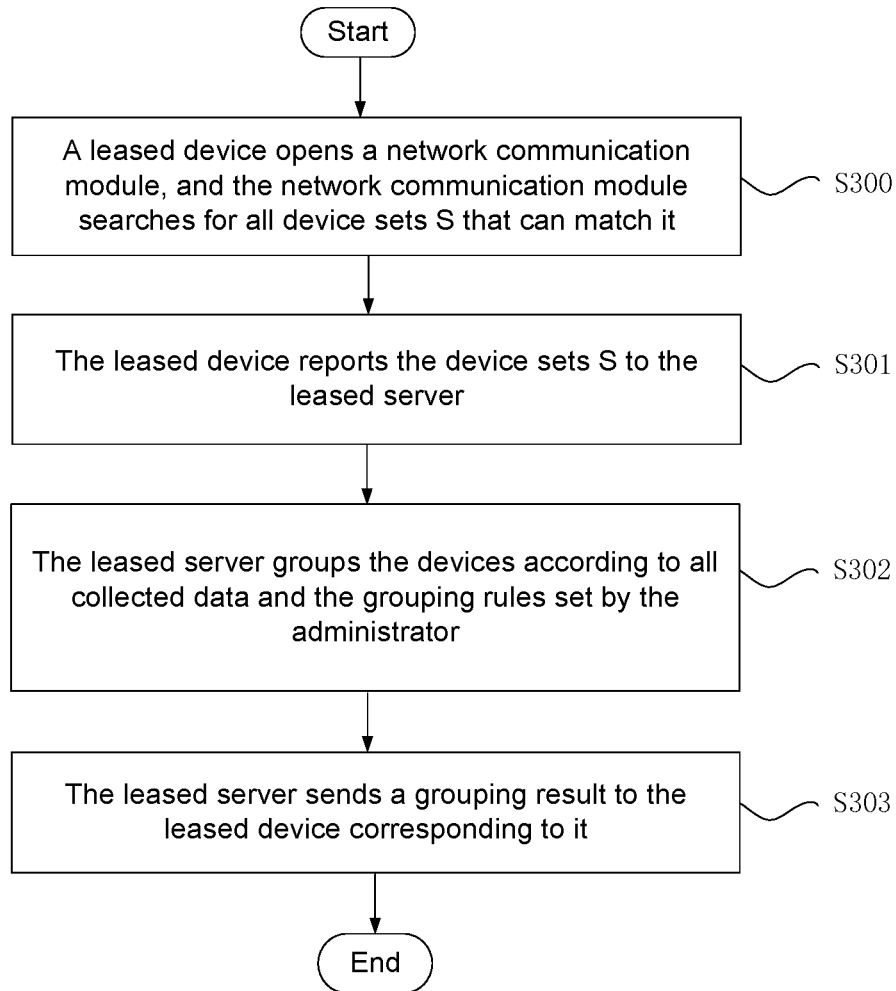 Start
A leased device opens a network communication
module, and the network communication module
searches for all device sets S that can match it
S300
The leased device reports the device sets S to the
leased server
S301
The leased server groups the devices according to all
collected data and the grouping rules set by the
administrator
S302
The leased server sends a grouping result to the
leased device corresponding to it
S303
End